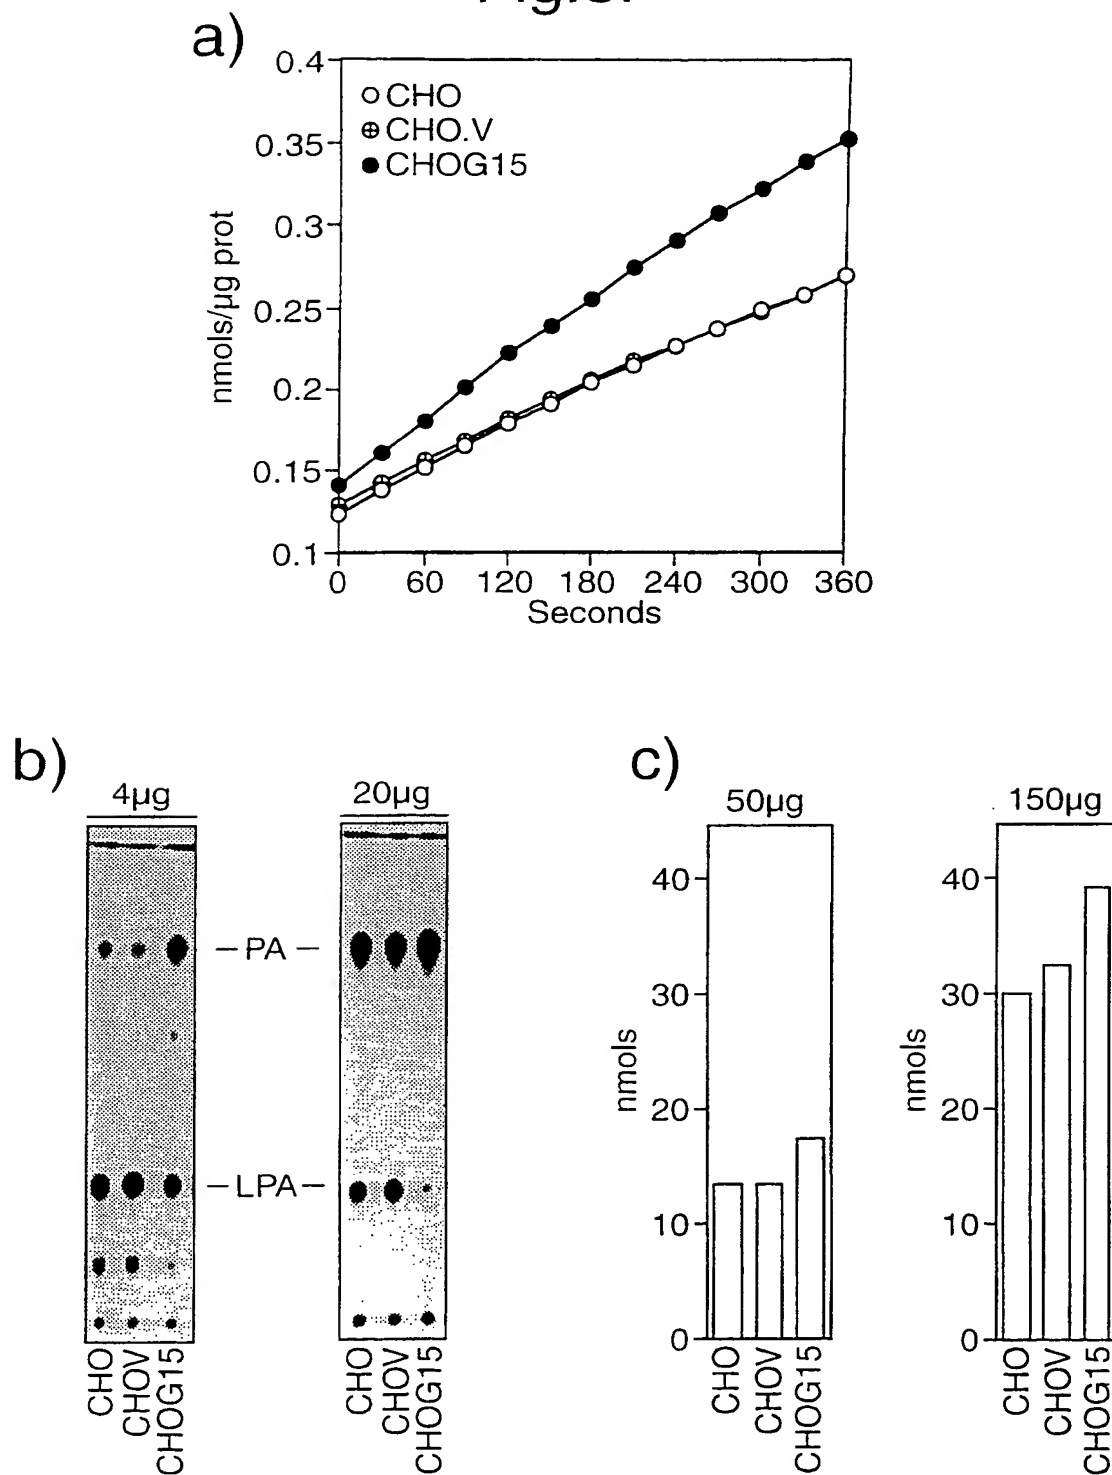 a)
0.4
0.35
0.3
0.25
0.2
0.15
0.1
nmols/µg prot
CHO
CHO.V
CHOG15
0 60 120 180 240 300 360
Seconds
b)
4µg 20µg
– PA –
– LPA –
CHO CHOV CHOG15
CHO CHOV CHOG15
c)
50µg
40
30
20
10
0
nmols
CHO CHOV CHOG15
150µg
40
30
20
10
0
nmols
CHO CHOV CHOG15